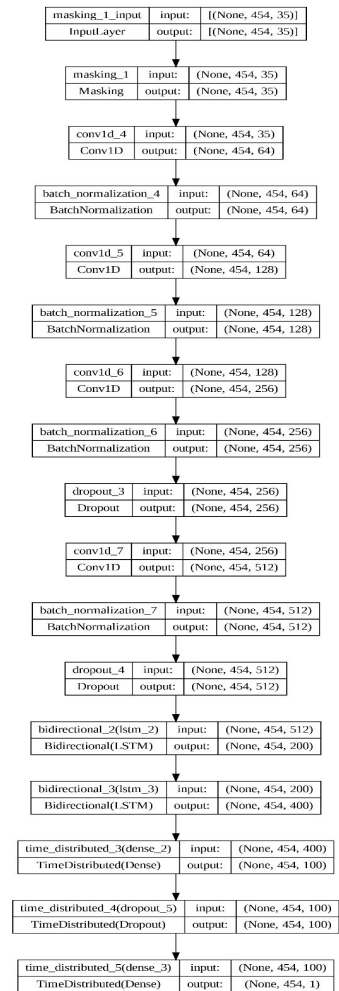 masking_1_input input: [(None, 454, 35)]
InputLayer output: [(None, 454, 35)]
masking_1 input: (None, 454, 35)
Masking output: (None, 454, 35)
conv1d_4 input: (None, 454, 35)
Conv1D output: (None, 454, 64)
batch_normalization_4 input: (None, 454, 64)
BatchNormalization output: (None, 454, 64)
conv1d_5 input: (None, 454, 64)
Conv1D output: (None, 454, 128)
batch_normalization_5 input: (None, 454, 128)
BatchNormalization output: (None, 454, 128)
conv1d_6 input: (None, 454, 128)
Conv1D output: (None, 454, 256)
batch_normalization_6 input: (None, 454, 256)
BatchNormalization output: (None, 454, 256)
dropout_3 input: (None, 454, 256)
Dropout output: (None, 454, 256)
conv1d_7 input: (None, 454, 256)
Conv1D output: (None, 454, 512)
batch_normalization_7 input: (None, 454, 512)
BatchNormalization output: (None, 454, 512)
dropout_4 input: (None, 454, 512)
Dropout output: (None, 454, 512)
bidirectional_2(lstm_2) input: (None, 454, 512)
Bidirectional(LSTM) output: (None, 454, 200)
bidirectional_3(lstm_3) input: (None, 454, 200)
Bidirectional(LSTM) output: (None, 454, 400)
time_distributed_3(dense_2) input: (None, 454, 400)
TimeDistributed(Dense) output: (None, 454, 100)
time_distributed_4(dropout_5) input: (None, 454, 100)
TimeDistributed(Dropout) output: (None, 454, 100)
time_distributed_5(dense_3) input: (None, 454, 100)
TimeDistributed(Dense) output: (None, 454, 1)